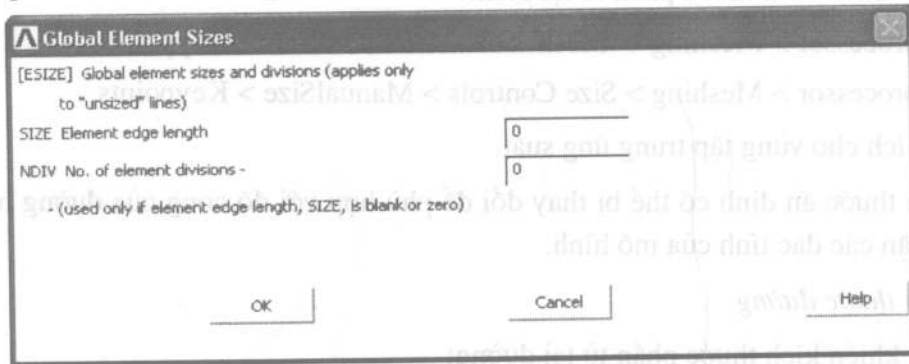 Global Element Sizes
[ESIZE] Global element sizes and divisions (applies only
to "unsized" lines)
SIZE Element edge length
0
NDIV No. of element divisions -
0
- (used only if element edge length, SIZE, is blank or zero)
OK
Cancel
Help